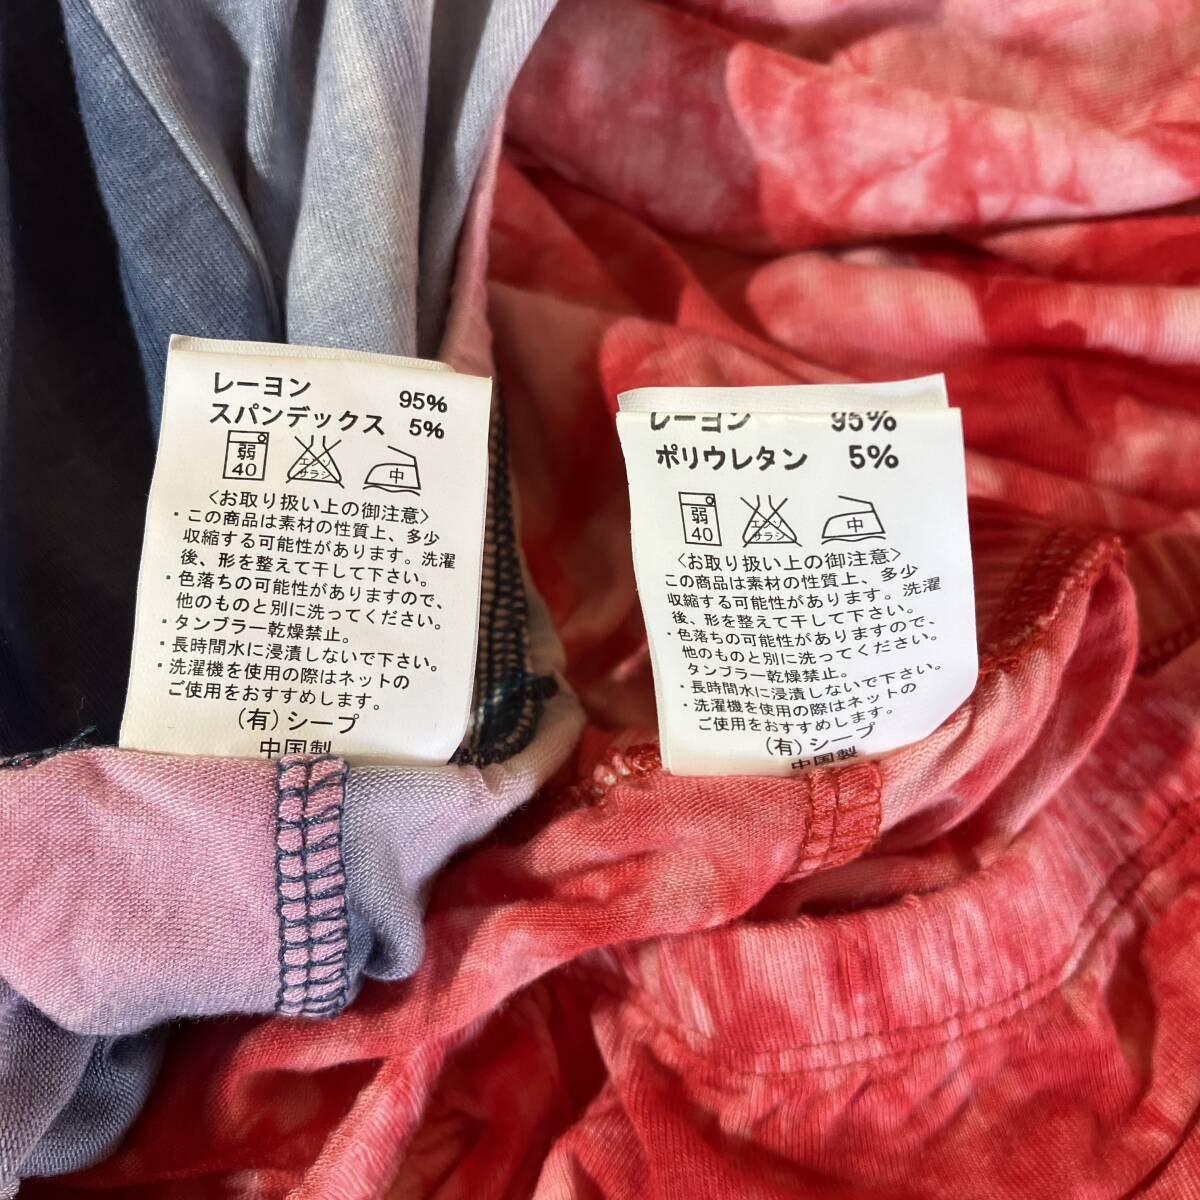 レーヨン 95%
スパンデックス 5%
弱
40
エンソ
サラシ
中
<お取り扱い上の御注意>
・この商品は素材の性質上、多少
収縮する可能性があります。洗濯
後、形を整えて干して下さい。
・色落ちの可能性がありますので、
他のものと別に洗ってください。
・タンブラー乾燥禁止。
・長時間水に浸漬しないで下さい。
・洗濯機を使用の際はネットの
ご使用をおすすめします。
(有)シープ
中国製
レーヨン 95%
ポリウレタン 5%
弱
40
エンソ
サラシ
中
<お取り扱い上の御注意>
この商品は素材の性質上、多少
収縮する可能性があります。洗濯
後、形を整えて干して下さい。
・色落ちの可能性がありますので、
他のものと別に洗ってください。
タンブラー乾燥禁止。
・長時間水に浸漬しないで下さい。
・洗濯機を使用の際はネットの
ご使用をおすすめします。
(有)シープ
中国製